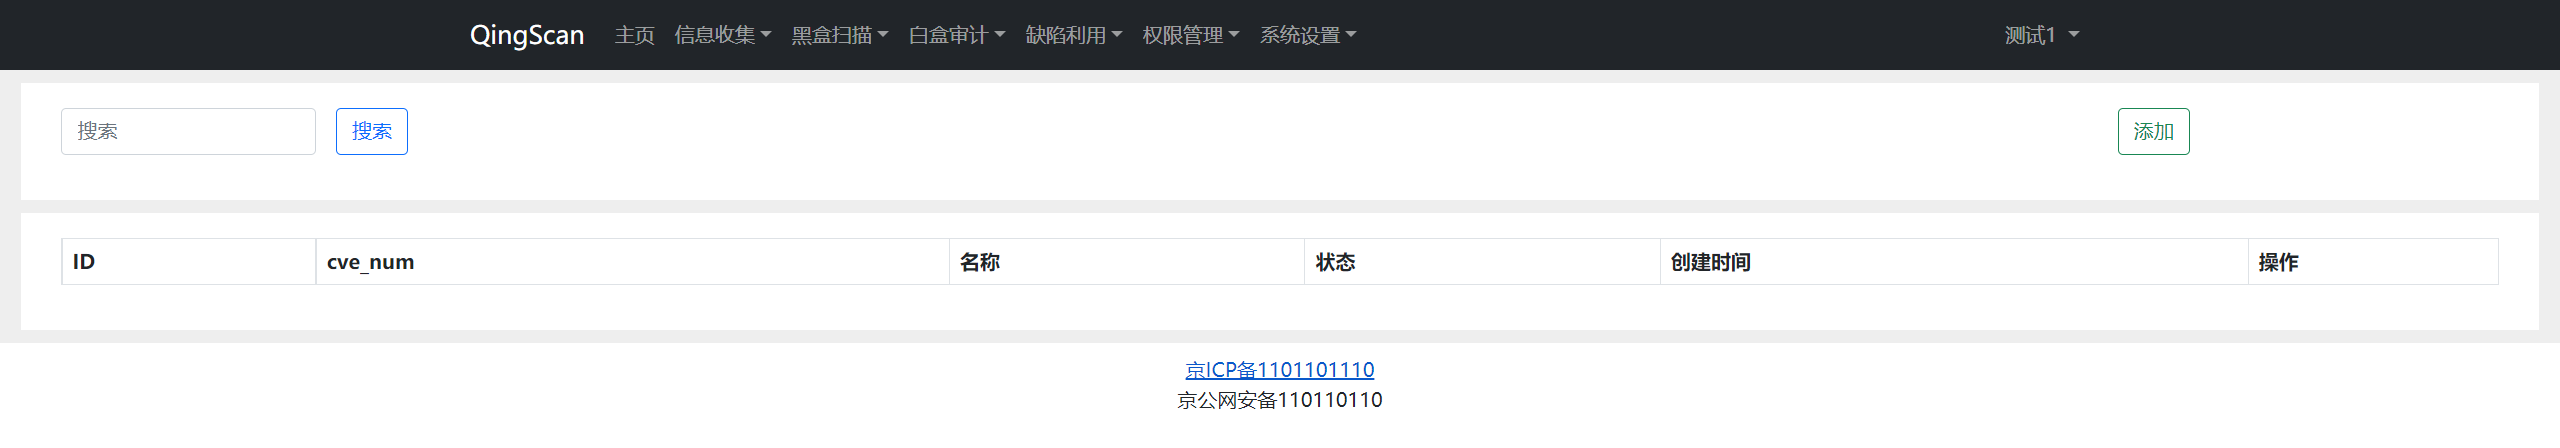 QingScan 主页 信息收集 黑盒扫描 白盒审计 缺陷利用 权限管理 系统设置 测试1
搜索 搜索 添加
ID cve_num 名称 状态 创建时间 操作
京ICP备1101101110
京公网安备110110110